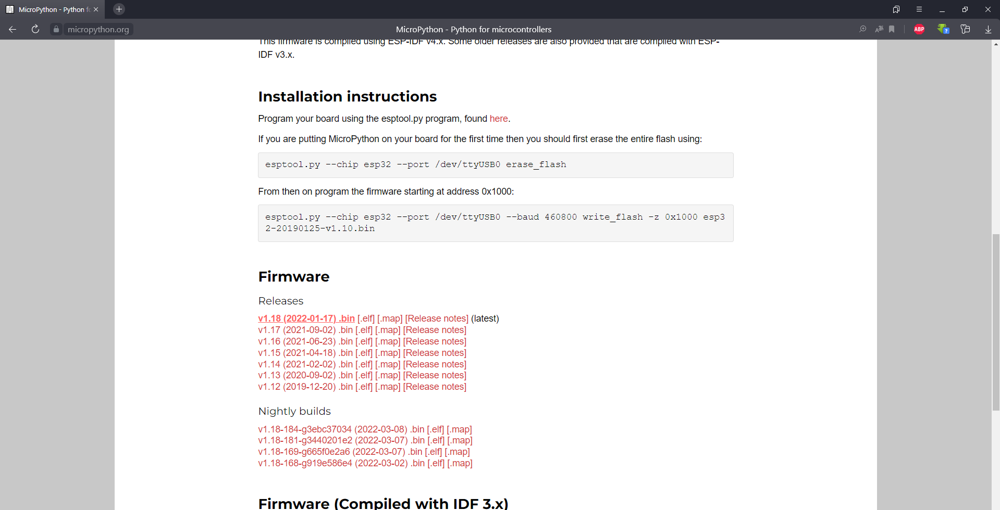 MicroPython - Python f
micropython.org
MicroPython - Python for microcontrollers
ABP
?
This firmware is compiled using ESP-IDF v4.x. Some older releases are also provided that are compiled with ESP-
IDF v3.x.
Installation instructions
Program your board using the esptool.py program, found here.
If you are putting MicroPython on your board for the first time then you should first erase the entire flash using:
esptool.py --chip esp32 --port /dev/ttyUSB0 erase_flash
From then on program the firmware starting at address 0x1000:
esptool.py --chip esp32 --port /dev/ttyUSB0 --baud 460800 write_flash -z 0x1000 esp3
2-20190125-v1.10.bin
Firmware
Releases
v1.18 (2022-01-17) .bin [.elf] [.map] [Release notes] (latest)
v1.17 (2021-09-02) .bin [.elf] [.map] [Release notes]
v1.16 (2021-06-23) .bin [.elf] [.map] [Release notes]
v1.15 (2021-04-18) .bin [.elf] [.map] [Release notes]
v1.14 (2021-02-02) .bin [.elf] [.map] [Release notes]
v1.13 (2020-09-02) .bin [.elf] [.map] [Release notes]
v1.12 (2019-12-20) .bin [.elf] [.map] [Release notes]
Nightly builds
v1.18-184-g3ebc37034 (2022-03-08) .bin [.elf] [.map]
v1.18-181-g3440201e2 (2022-03-07) .bin [.elf] [.map]
v1.18-169-g665f0e2a6 (2022-03-07) .bin [.elf] [.map]
v1.18-168-g919e586e4 (2022-03-02) .bin [.elf] [.map]
Firmware (Compiled with IDF 3.x)